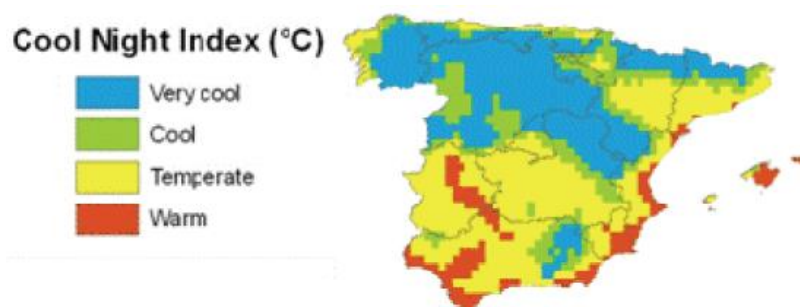 Cool Night Index (°C)
Very cool
Cool
Temperate
Warm